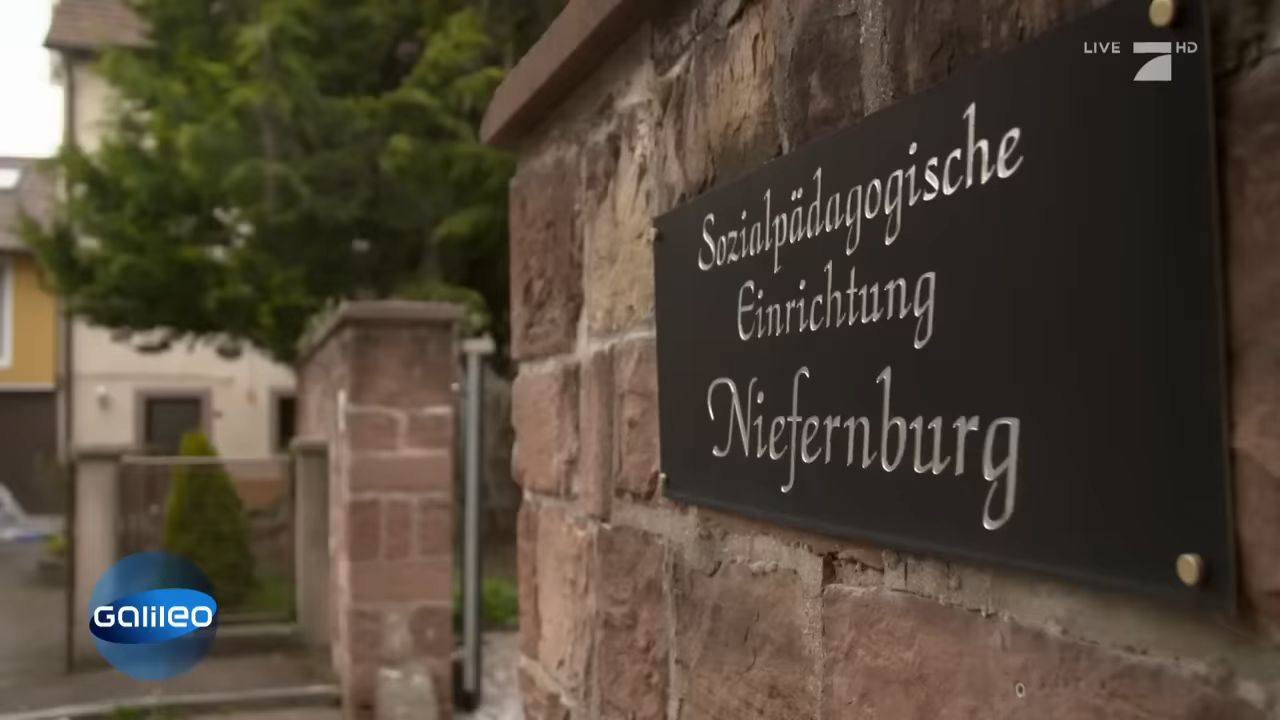 LIVE HD
Sozialpädagogische
Einrichtung
Niefernburg
Galileo